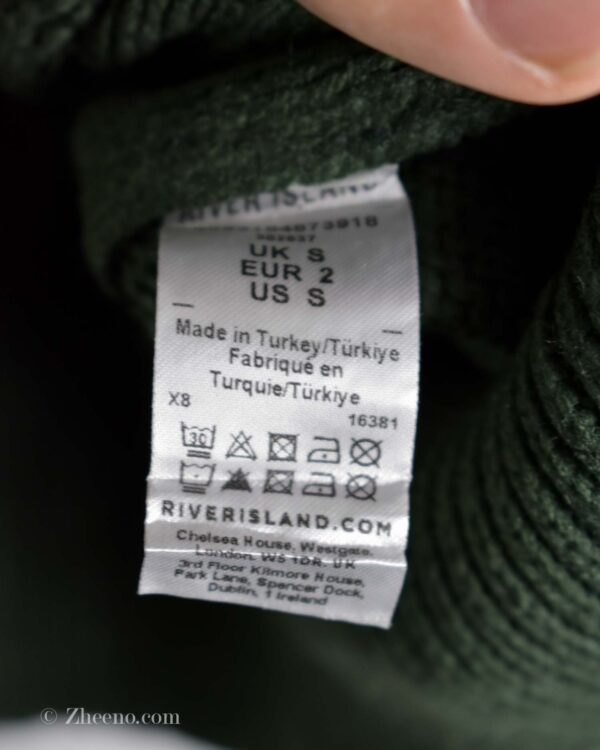 RIVER ISLAND
UK S
EUR 2
US S
Made in Turkey/Türkiye
Fabriqué en
Turquie/Türkiye
X8
16381
30
RIVERISLAND.COM
Chelsea House, Westgate,
London. W5 1DR. UK
3rd Floor Kilmore House,
Park Lane, Spencer Dock,
Dublin, 1 Ireland
© Zheeno.com